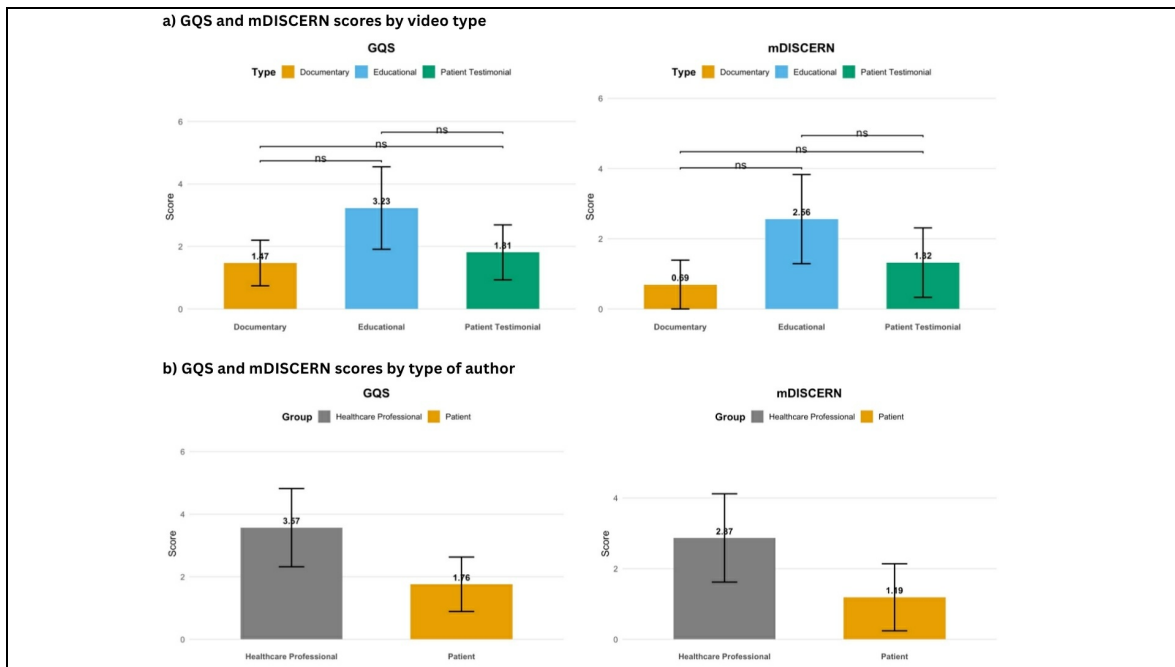 a) GQS and mDISCERN scores by video type
GQS
Type Documentary Educational Patient Testimonial
6
4
2
0
Score
ns
ns
ns
1.47
3.23
1.81
Documentary Educational Patient Testimonial
mDISCERN
Type Documentary Educational Patient Testimonial
6
4
2
0
Score
ns
ns
ns
0.69
2.56
1.32
Documentary Educational Patient Testimonial
b) GQS and mDISCERN scores by type of author
GQS
Group Healthcare Professional Patient
6
4
2
0
Score
3.57
1.76
Healthcare Professional Patient
mDISCERN
Group Healthcare Professional Patient
4
2
0
Score
2.87
1.19
Healthcare Professional Patient